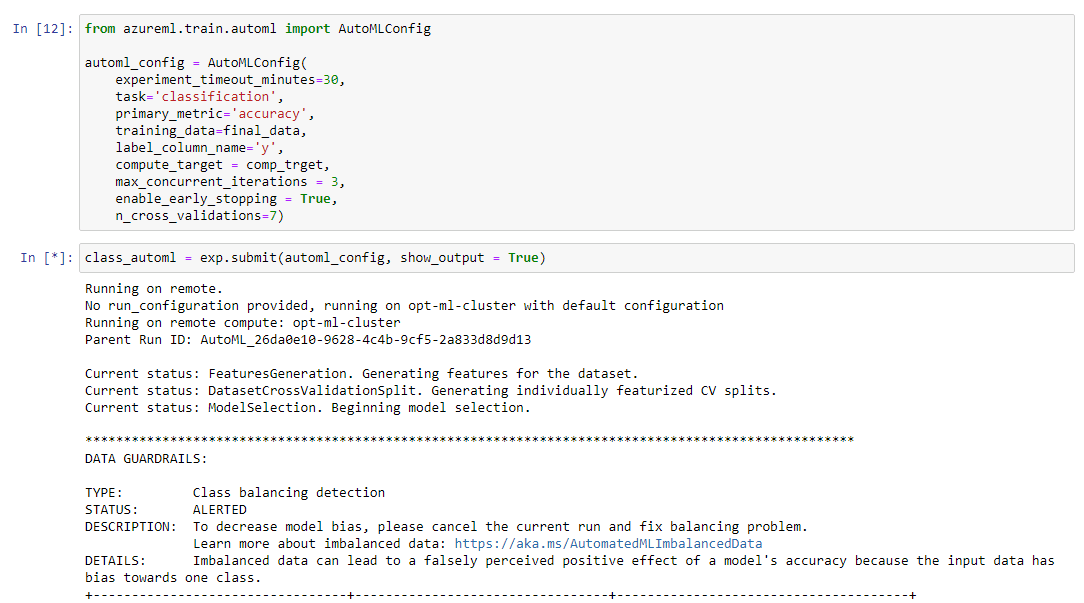 In [12]: from azureml.train.automl import AutoMLConfig
automl_config = AutoMLConfig(
experiment_timeout_minutes=30,
task='classification',
primary_metric='accuracy',
training_data=final_data,
label_column_name='y',
compute_target = comp_trget,
max_concurrent_iterations = 3,
enable_early_stopping = True,
n_cross_validations=7)
In [*]: class_automl = exp.submit(automl_config, show_output = True)
Running on remote.
No run_configuration provided, running on opt-ml-cluster with default configuration
Running on remote compute: opt-ml-cluster
Parent Run ID: AutoML_26da0e10-9628-4c4b-9cf5-2a833d8d9d13
Current status: FeaturesGeneration. Generating features for the dataset.
Current status: DatasetCrossValidationSplit. Generating individually featurized CV splits.
Current status: ModelSelection. Beginning model selection.
****************************************************************************************************
DATA GUARDRAILS:
TYPE: Class balancing detection
STATUS: ALERTED
DESCRIPTION: To decrease model bias, please cancel the current run and fix balancing problem.
Learn more about imbalanced data: https://aka.ms/AutomatedMLImbalancedData
DETAILS: Imbalanced data can lead to a falsely perceived positive effect of a model's accuracy because the input data has
bias towards one class.
+---------------------------------+---------------------------------+--------------------------------------+